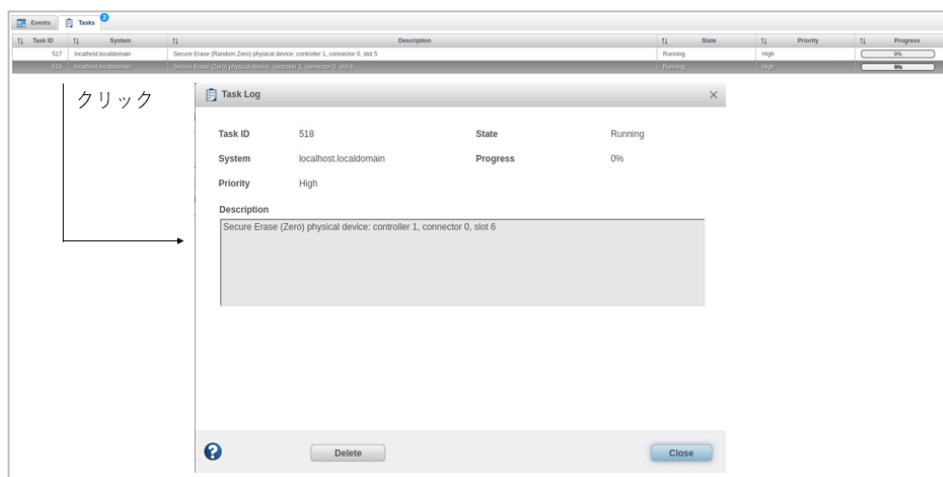 Events Tasks 2
Task ID System Description State Priority Progress
517 localhost.localdomain Secure Erase (Random Zero) physical device: controller 1, connector 0, slot 5 Running High 0%
518 localhost.localdomain Secure Erase (Zero) physical device: controller 1, connector 0, slot 6 Running High 0%
クリック
Task Log
Task ID 518 State Running
System localhost.localdomain Progress 0%
Priority High
Description
Secure Erase (Zero) physical device: controller 1, connector 0, slot 6
Delete Close